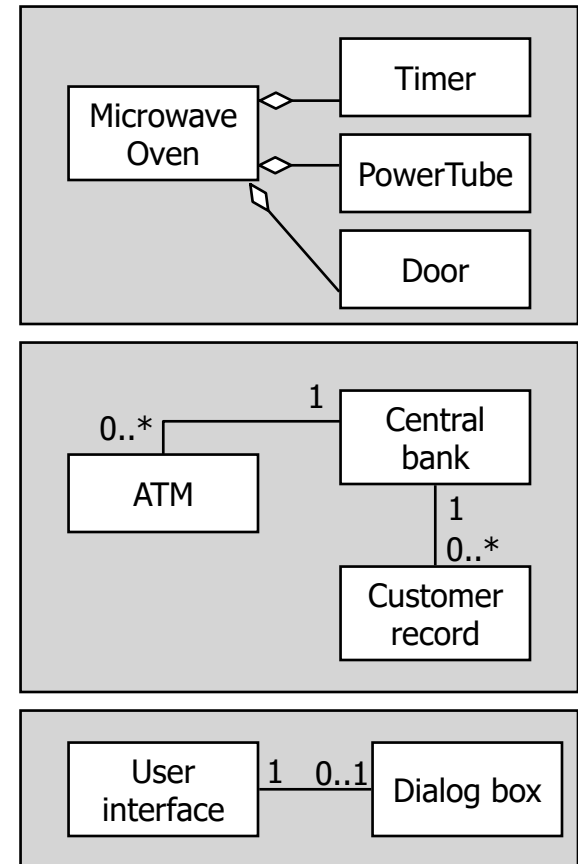 Timer
Microwave
Oven
PowerTube
Door
1
0..*
Central
bank
ATM
1
0..*
Customer
record
User
interface
1 0..1
Dialog box